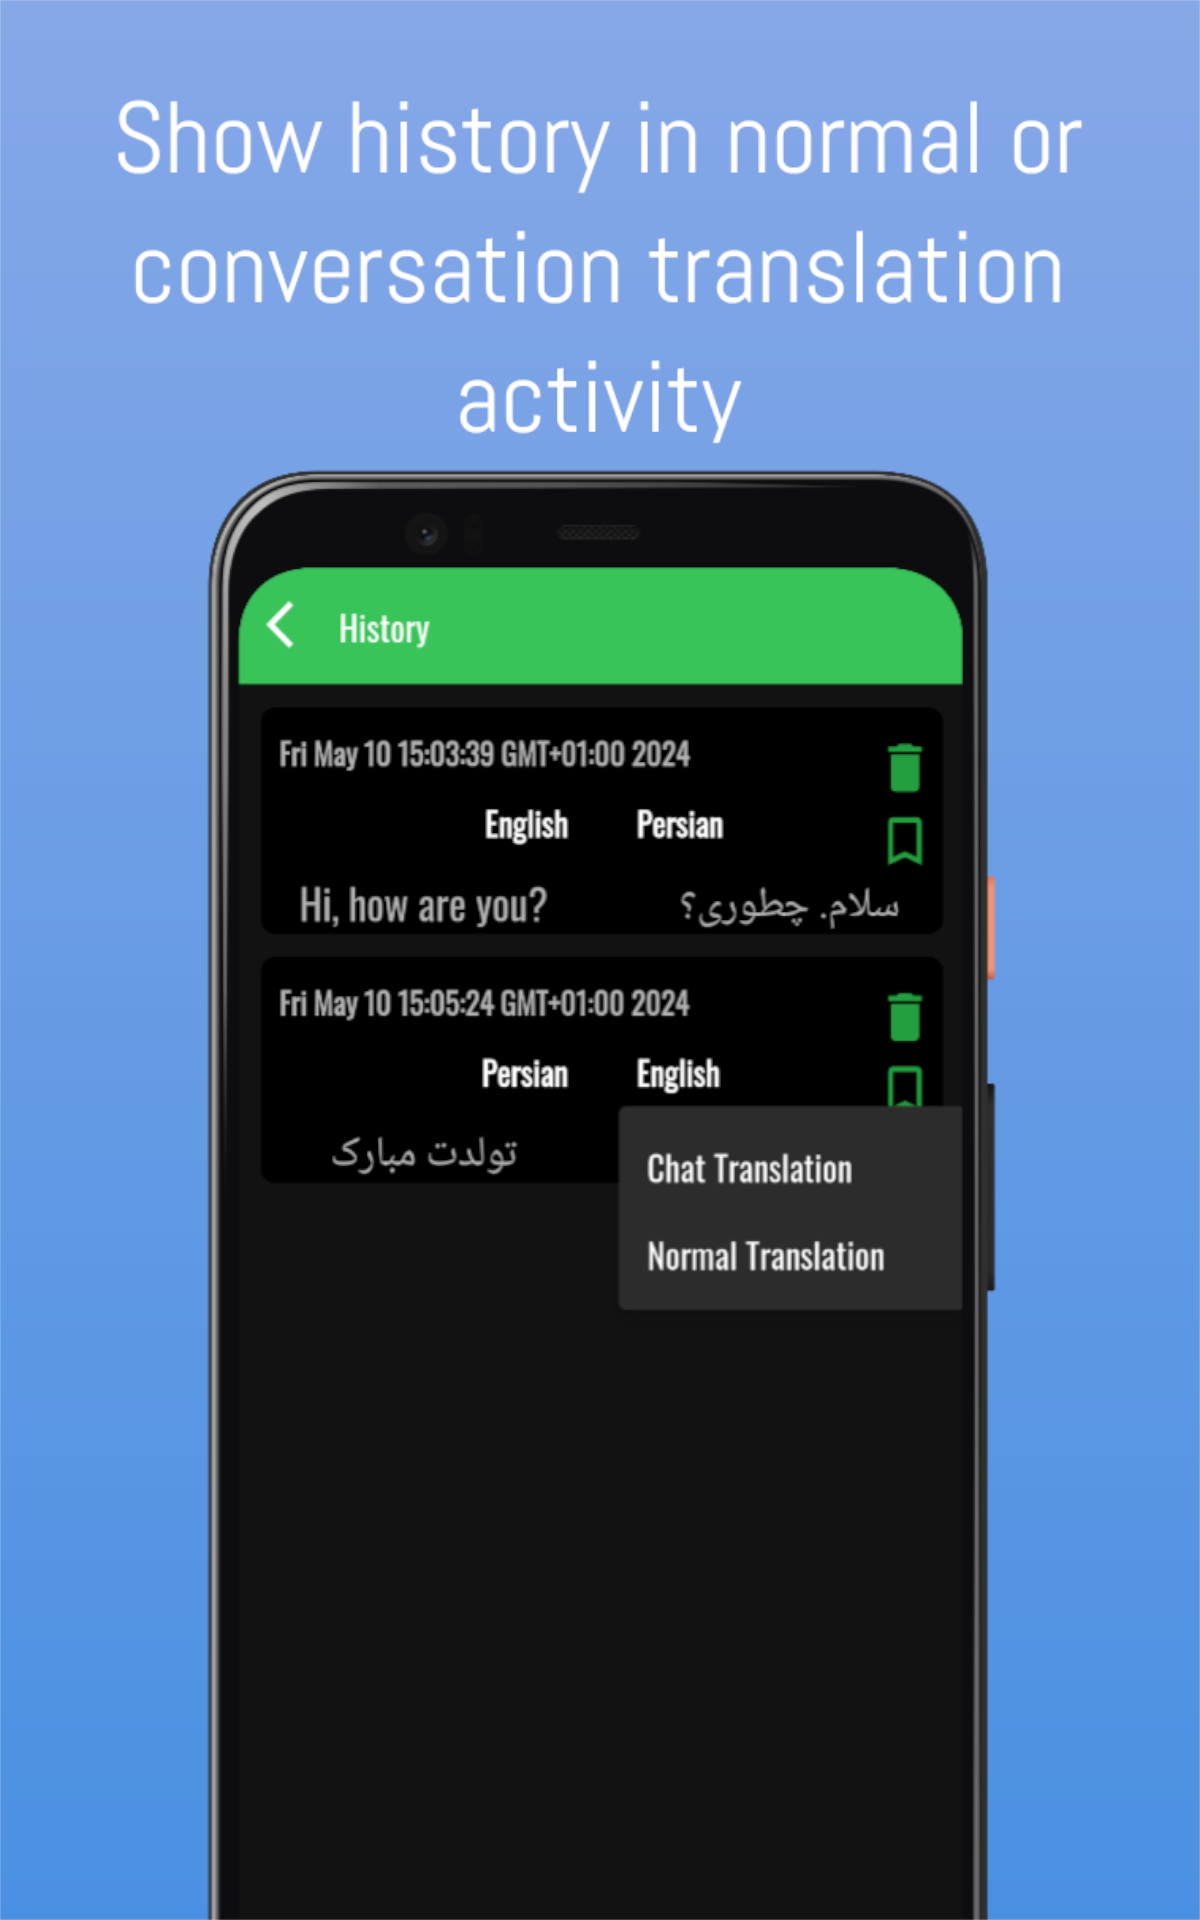 Show history in normal or
conversation translation
activity
History
Fri May 10 15:03:39 GMT+01:00 2024
English Persian
Hi, how are you? سلام. چطوری؟
Fri May 10 15:05:24 GMT+01:00 2024
Persian English
تولدت مبارک
Chat Translation
Normal Translation